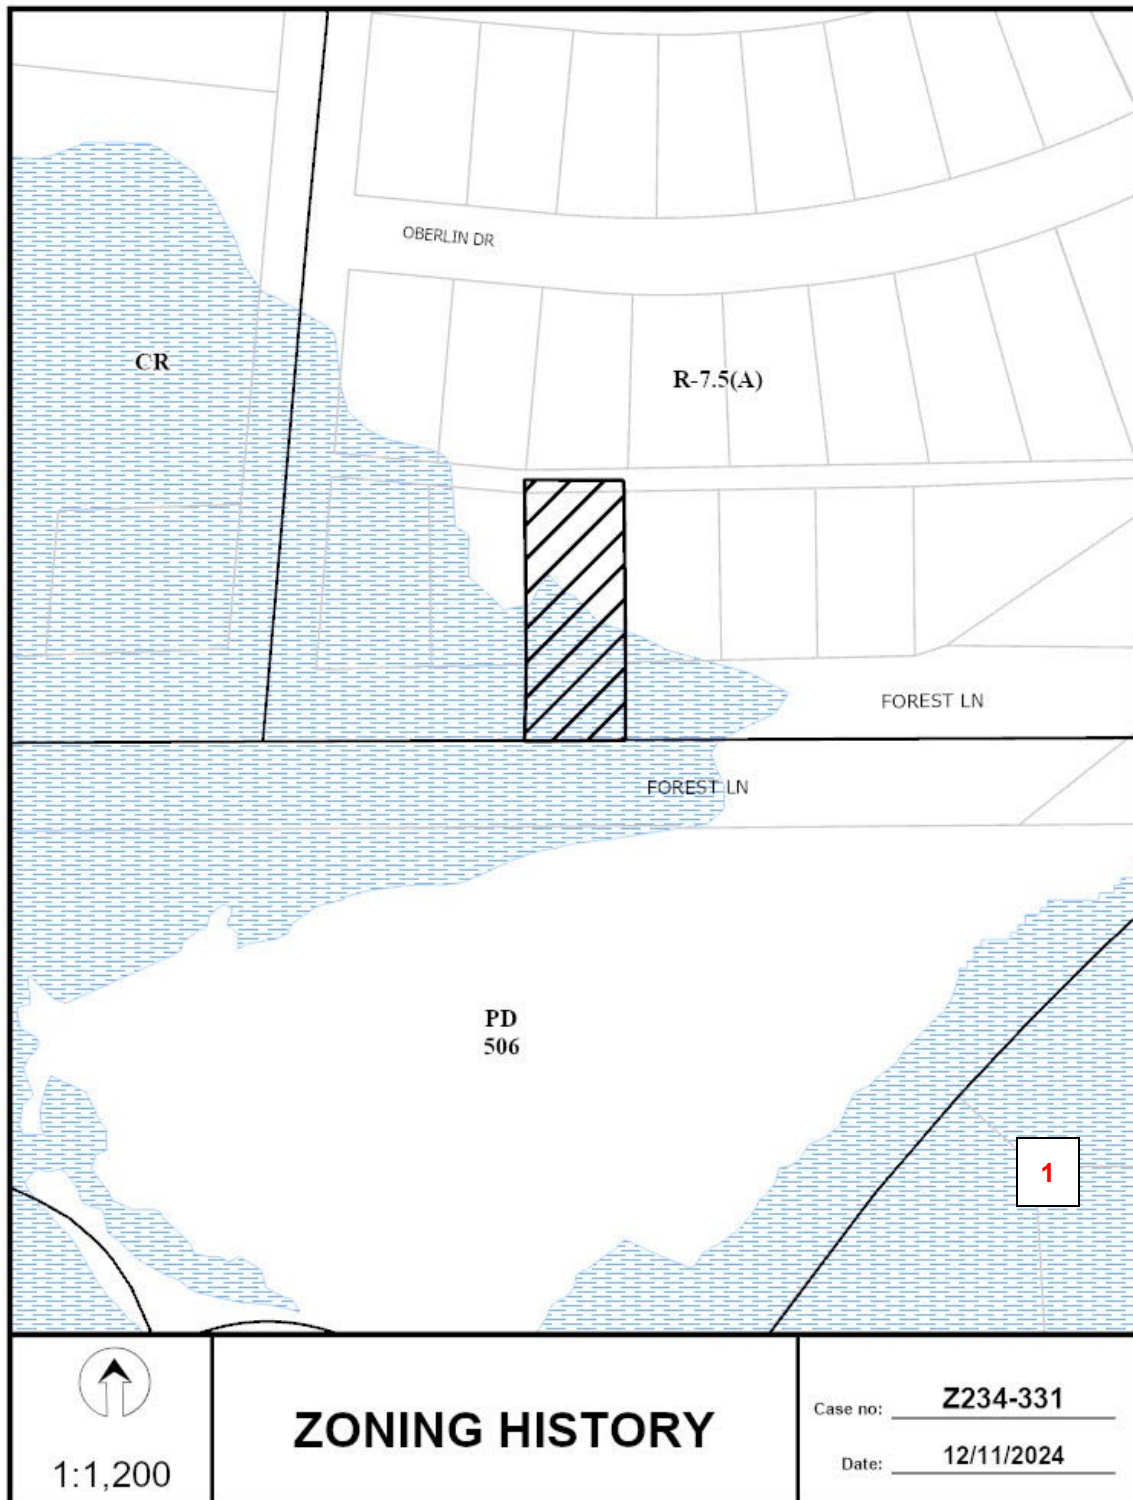 OBERLIN DR
CR
R-7.5(A)
FOREST LN
FOREST LN
PD
506
1
1:1,200
ZONING HISTORY
Case no: Z234-331
Date: 12/11/2024